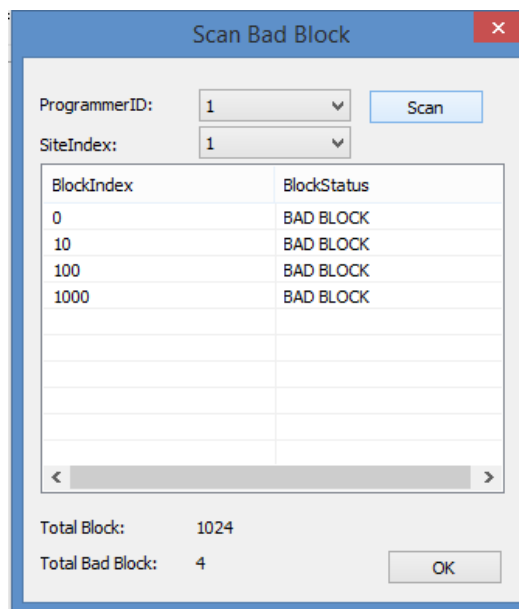 Scan Bad Block
ProgrammerID: 1 Scan
SiteIndex: 1
BlockIndex BlockStatus
0 BAD BLOCK
10 BAD BLOCK
100 BAD BLOCK
1000 BAD BLOCK
Total Block: 1024
Total Bad Block: 4 OK